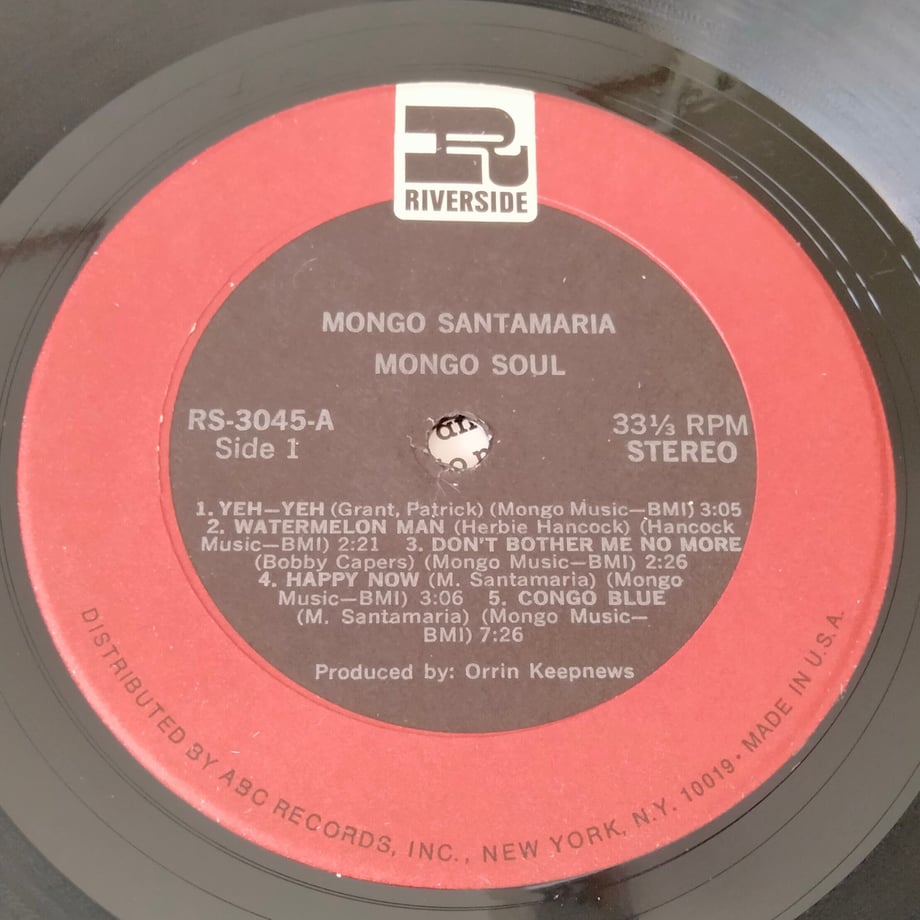 R
RIVERSIDE
MONGO SANTAMARIA
MONGO SOUL
RS-3045-A
Side 1
33⅓ RPM
STEREO
1. YEH—YEH (Grant, Patrick) (Mongo Music—BMI) 3:05
2. WATERMELON MAN (Herbie Hancock) (Hancock
Music—BMI) 2:21 3. DON'T BOTHER ME NO MORE
(Bobby Capers) (Mongo Music—BMI) 2:26
4. HAPPY NOW (M. Santamaria) (Mongo
Music—BMI) 3:06 5. CONGO BLUE
(M. Santamaria) (Mongo Music—
BMI) 7:26
Produced by: Orrin Keepnews
DISTRIBUTED BY ABC RECORDS, INC., NEW YORK, N.Y. 10019 • MADE IN U.S.A.